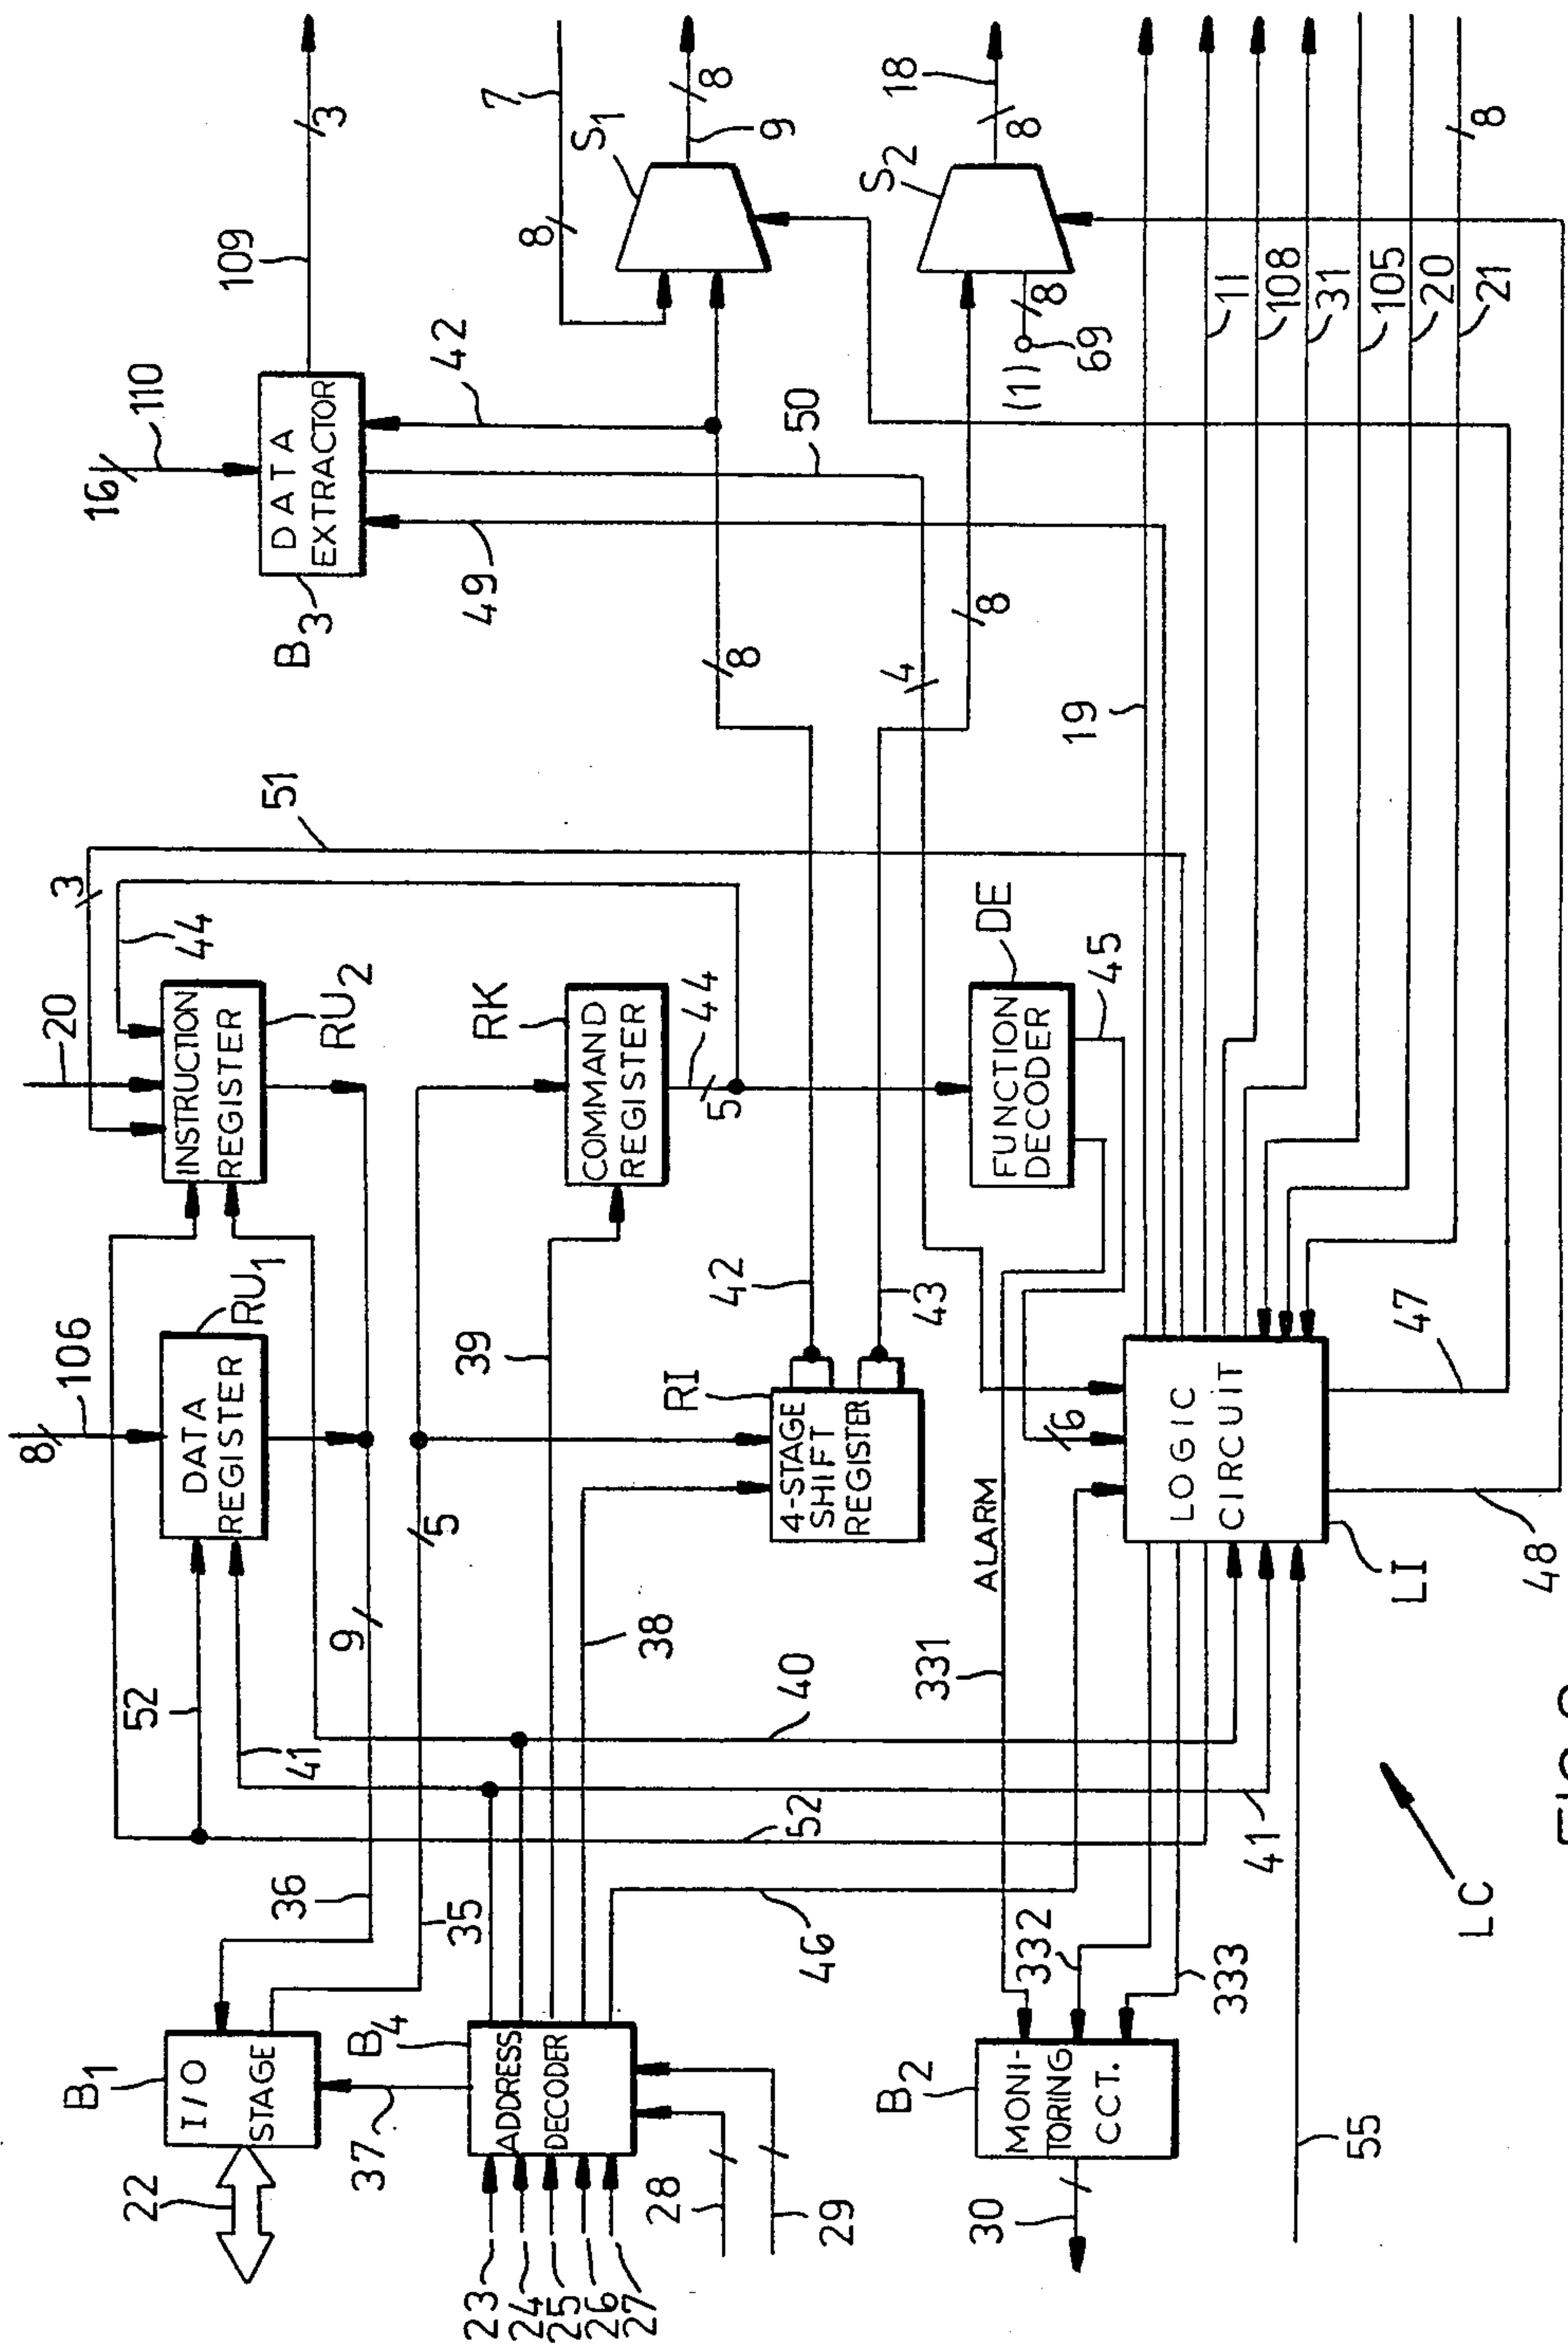 22
B1
I/O
STAGE
37
36
35
52
41
9
5
8
106
DATA
REGISTER
RU1
20
3
44
INSTRUCTION
REGISTER
RU2
51
16
110
DATA
EXTRACTOR
B3
109
3
23
24
25
26
27
B4
ADDRESS
DECODER
28
29
39
38
40
52
46
41
RK
COMMAND
REGISTER
44
5
RI
4-STAGE
SHIFT
REGISTER
42
43
8
49
42
50
4
8
7
8
S1
9
8
S2
18
8
8
(1)
69
B2
MONI-
TORING
CCT.
30
331
ALARM
332
333
55
DE
FUNCTION
DECODER
45
6
LOGIC
CIRCUIT
LI
47
48
19
11
108
31
105
20
21
8
LC